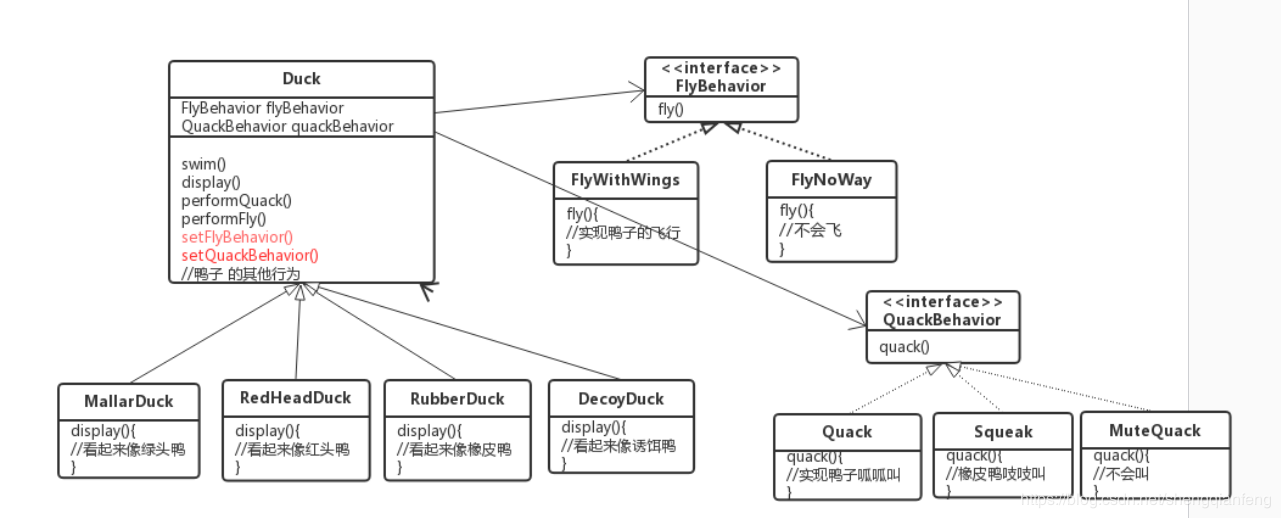 Duck
FlyBehavior flyBehavior
QuackBehavior quackBehavior
swim()
display()
performQuack()
performFly()
setFlyBehavior()
setQuackBehavior()
//鸭子 的其他行为
<<interface>>
FlyBehavior
fly()
FlyWithWings
fly(){
//实现鸭子的飞行
}
FlyNoWay
fly(){
//不会飞
}
<<interface>>
QuackBehavior
quack()
MallarDuck
display(){
//看起来像绿头鸭
}
RedHeadDuck
display(){
//看起来像红头鸭
}
RubberDuck
display(){
//看起来像橡皮鸭
}
DecoyDuck
display(){
//看起来像诱饵鸭
}
Quack
quack(){
//实现鸭子呱呱叫
}
Squeak
quack(){
//橡皮鸭吱吱叫
}
MuteQuack
quack(){
//不会叫
}
https://blog.csdn.net/shengqianfeng